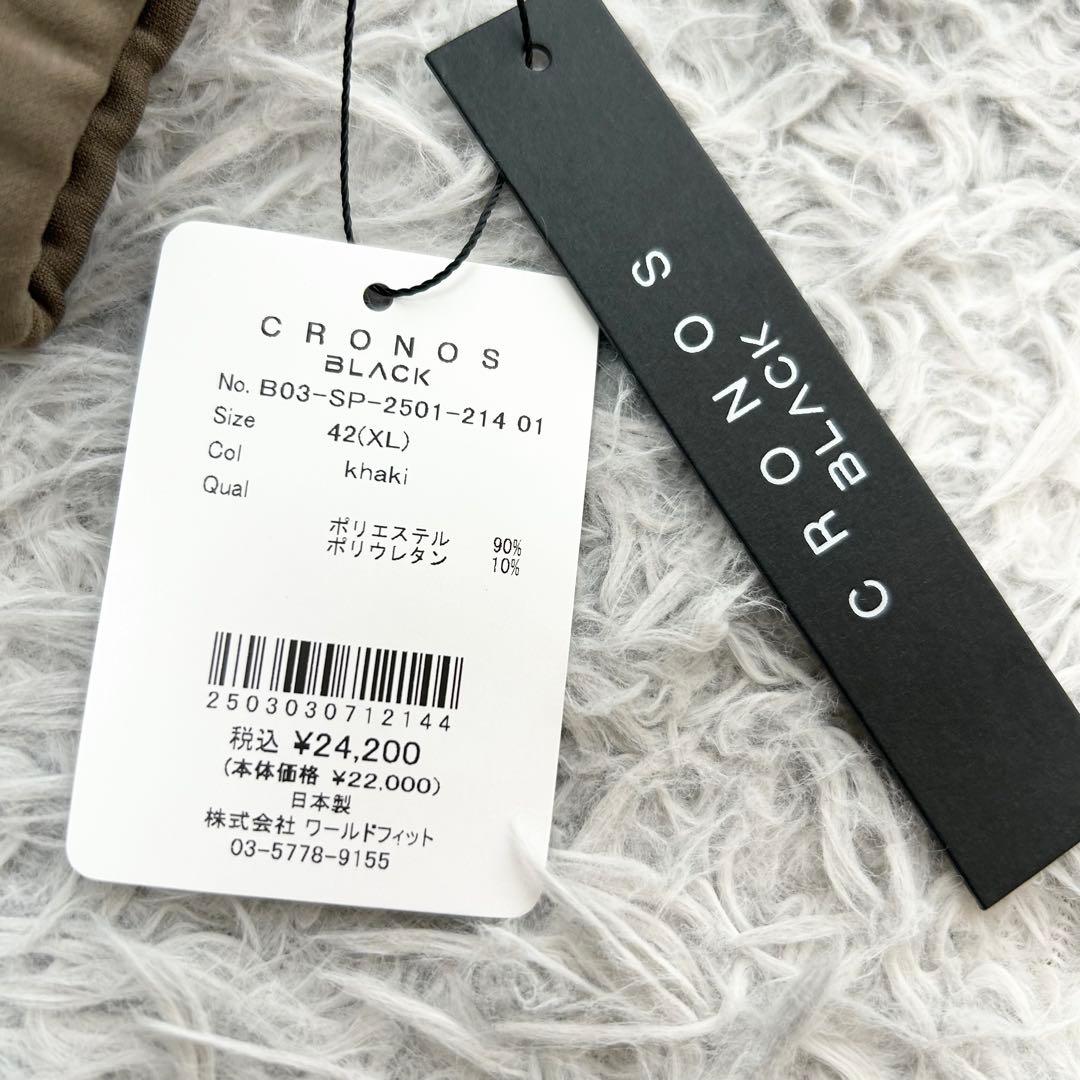 CRONOS
BLACK
No. B03-SP-2501-214 01
Size 42(XL)
Col khaki
Qual
ポリエステル 90%
ポリウレタン 10%
2503030712144
税込 ¥24,200
(本体価格 ¥22,000)
日本製
株式会社 ワールドフィット
03-5778-9155
CRONOS
BLACK